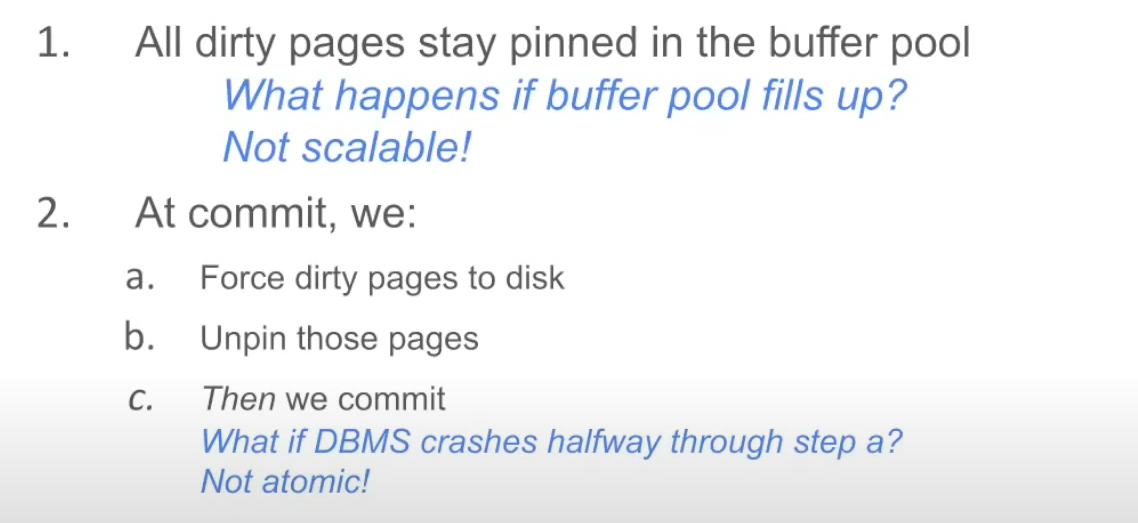 1. All dirty pages stay pinned in the buffer pool
What happens if buffer pool fills up?
Not scalable!
2. At commit, we:
a. Force dirty pages to disk
b. Unpin those pages
c. Then we commit
What if DBMS crashes halfway through step a?
Not atomic!